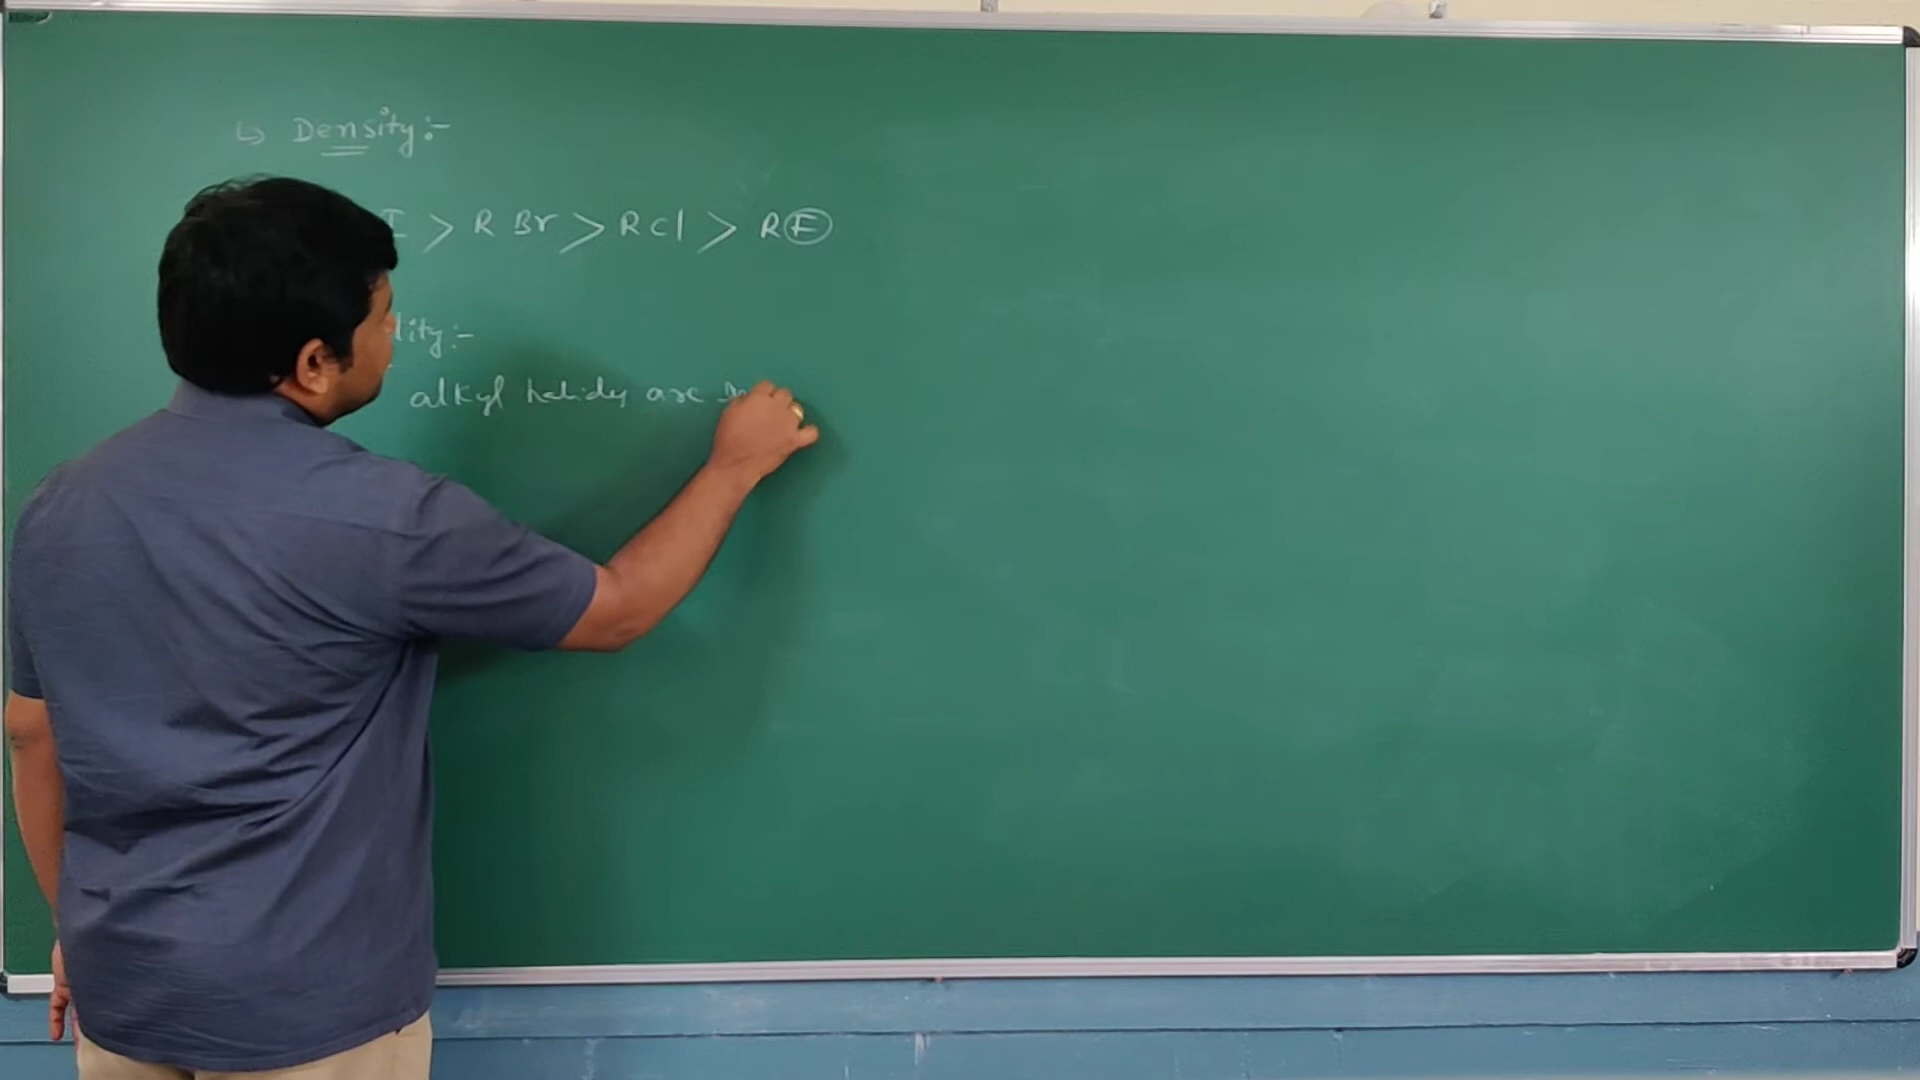 ↳ Density:-
I > R Br > R Cl > R F
lity:-
alkyl halides are